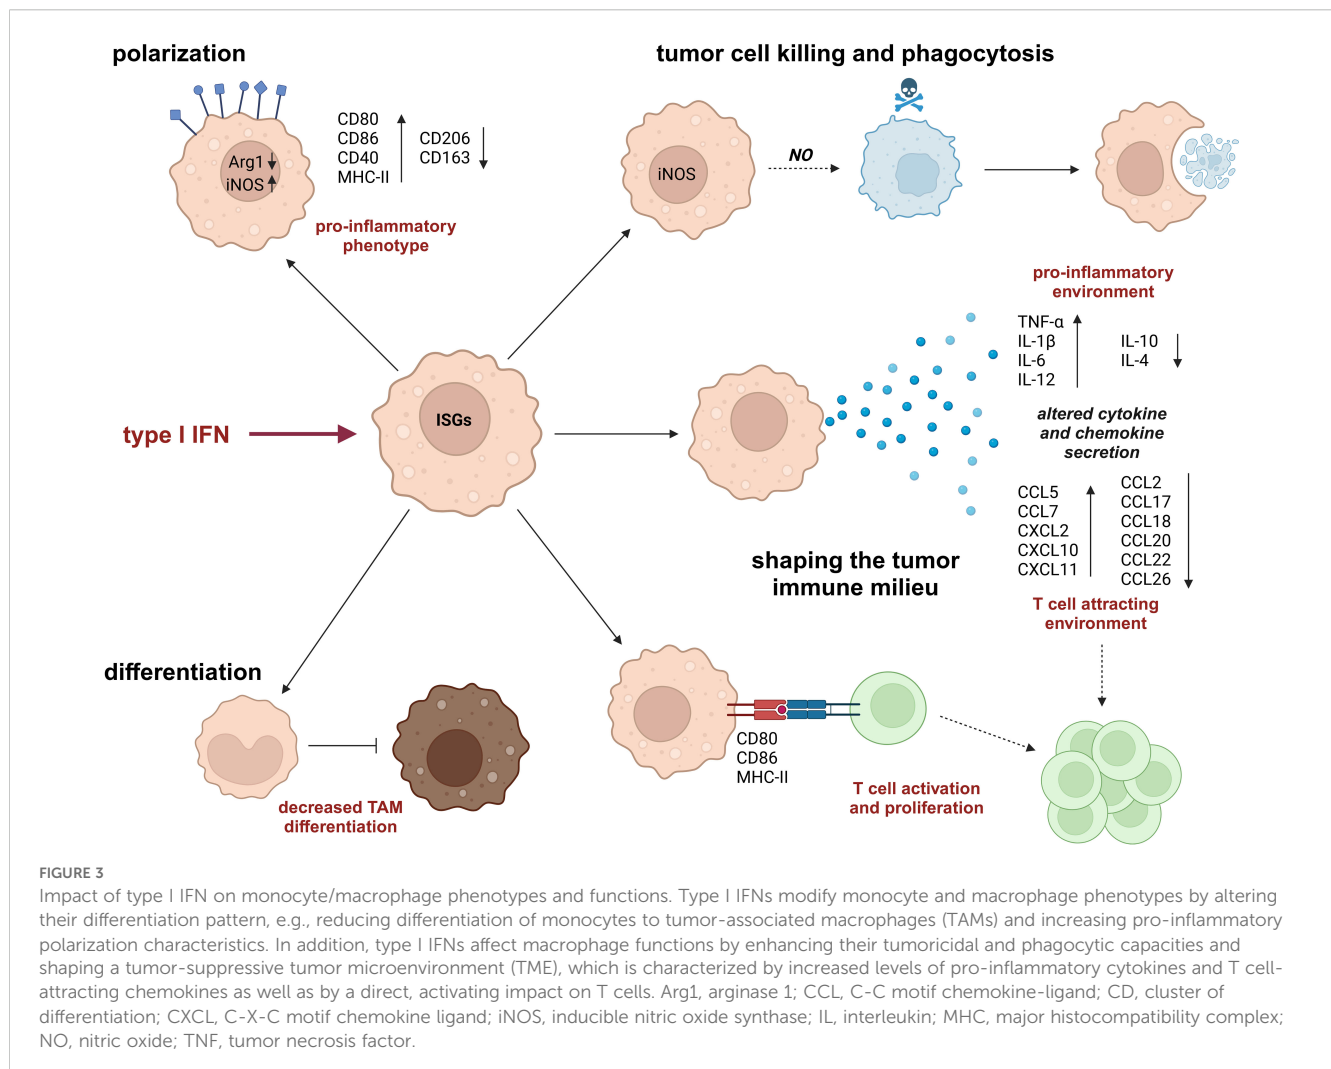 polarization
tumor cell killing and phagocytosis
CD80
CD86
CD40
MHC-II
CD206
CD163
Arg1
iNOS
pro-inflammatory
phenotype
iNOS
NO
pro-inflammatory
environment
TNF-α
IL-1β
IL-6
IL-12
IL-10
IL-4
altered cytokine
and chemokine
secretion
type I IFN
ISGs
CCL5
CCL7
CXCL2
CXCL10
CXCL11
CCL2
CCL17
CCL18
CCL20
CCL22
CCL26
shaping the tumor
immune milieu
T cell attracting
environment
differentiation
decreased TAM
differentiation
CD80
CD86
MHC-II
T cell activation
and proliferation
FIGURE 3
Impact of type I IFN on monocyte/macrophage phenotypes and functions. Type I IFNs modify monocyte and macrophage phenotypes by altering
their differentiation pattern, e.g., reducing differentiation of monocytes to tumor-associated macrophages (TAMs) and increasing pro-inflammatory
polarization characteristics. In addition, type I IFNs affect macrophage functions by enhancing their tumoricidal and phagocytic capacities and
shaping a tumor-suppressive tumor microenvironment (TME), which is characterized by increased levels of pro-inflammatory cytokines and T cell-
attracting chemokines as well as by a direct, activating impact on T cells. Arg1, arginase 1; CCL, C-C motif chemokine-ligand; CD, cluster of
differentiation; CXCL, C-X-C motif chemokine ligand; iNOS, inducible nitric oxide synthase; IL, interleukin; MHC, major histocompatibility complex;
NO, nitric oxide; TNF, tumor necrosis factor.